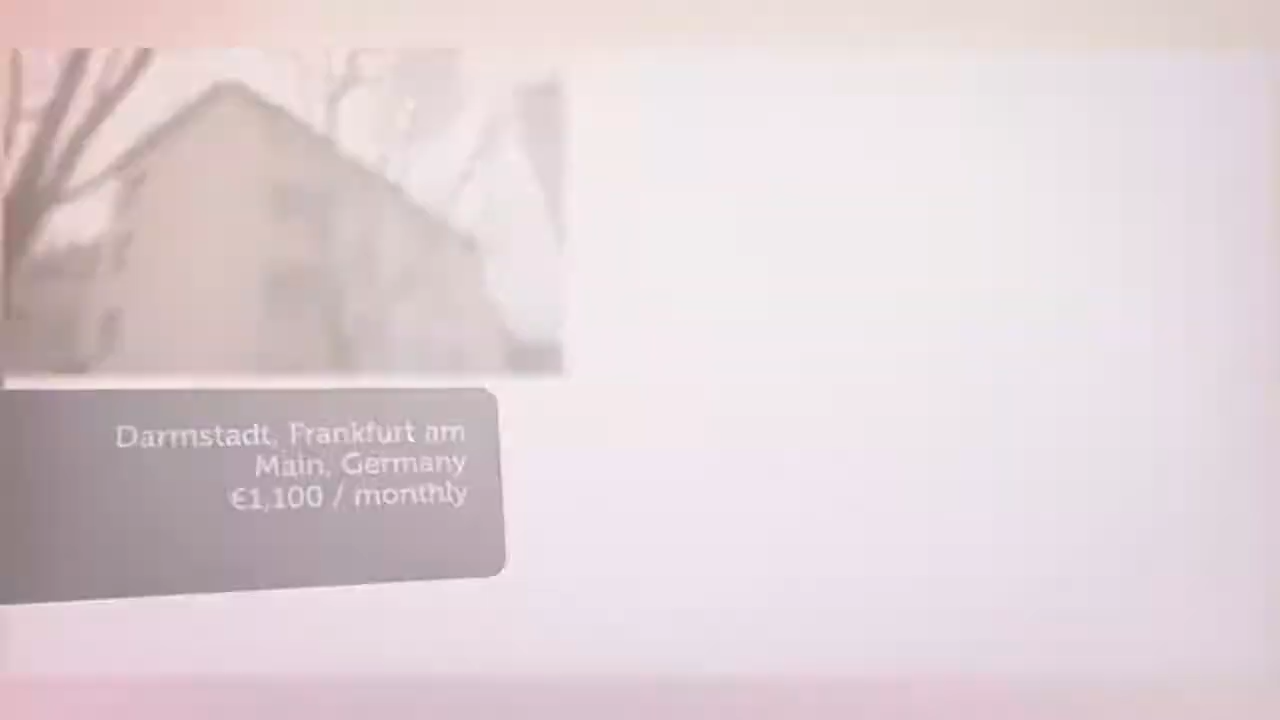 Darmstadt, Frankfurt am
Main, Germany
€1,100 / monthly